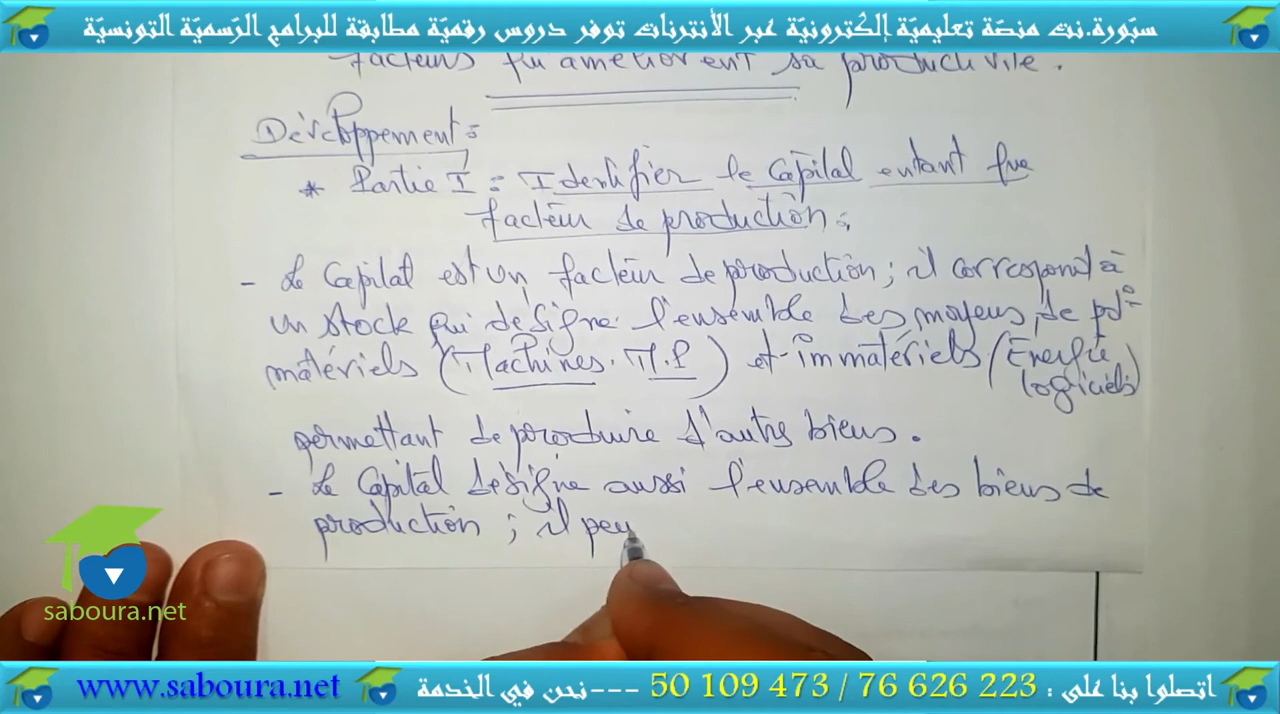 سبّورة.نت منصّة تعليميّة إلكترونيّة عبر الأنترنات توفر دروس رقميّة مطابقة للبرامج الرّسميّة التونسيّة
facteurs qu améliorent sa productivité.
Développement :
* Partie I : Identifier le capital entant que
facteur de production :
- Le Capital est un facteur de production ; il correspond à
un stock qui désigne l'ensemble des moyens de pdº
matériels (Machines. M.P) et immatériels (Energie
logiciels)
permettant de produire d'autrs biens.
- Le Capital désigne aussi l'ensemble des biens de
production ; il peu
saboura.net
www.saboura.net اتصلوا بنا على : 50 109 473 / 76 626 223 ---نحن في الخدمة